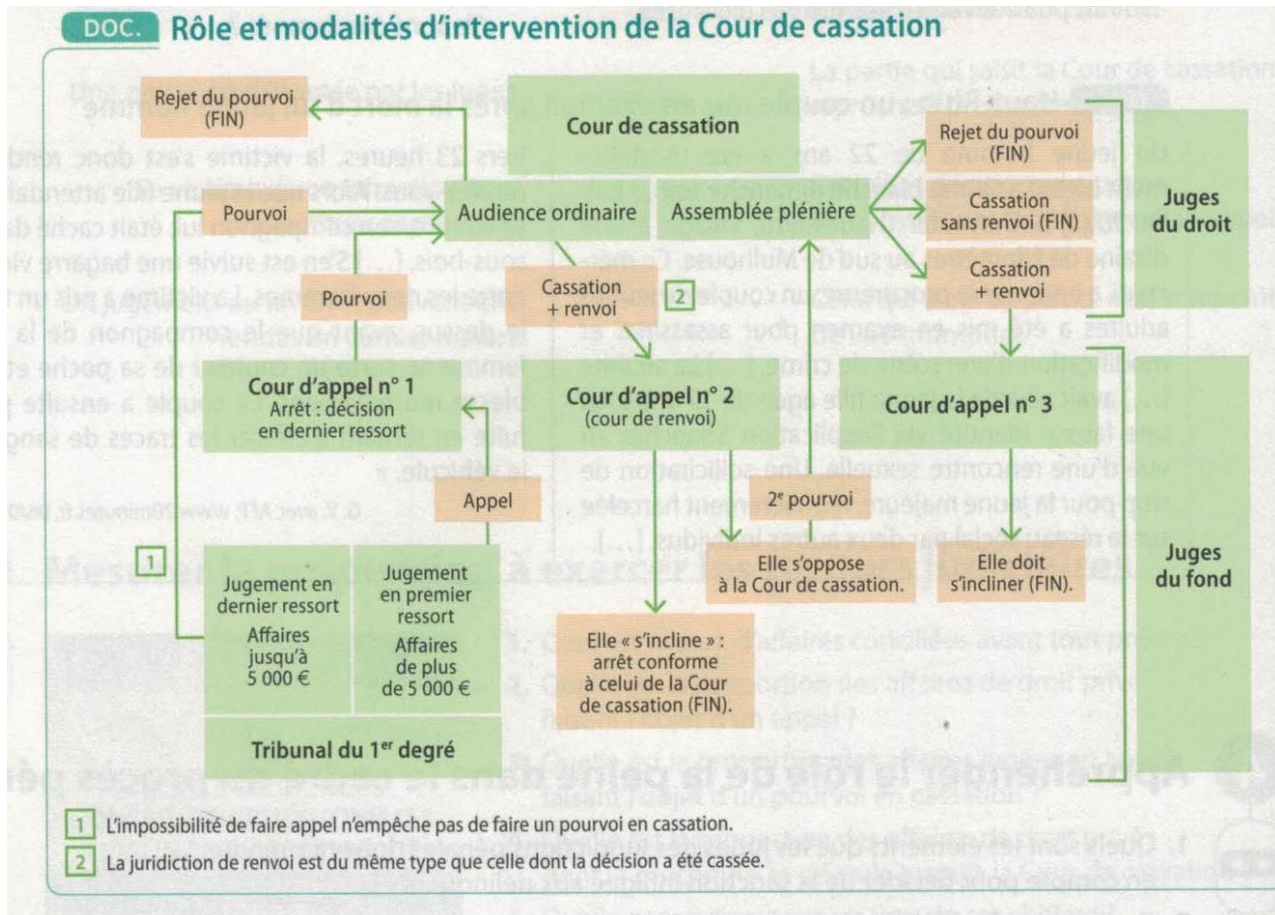 DOC. Rôle et modalités d'intervention de la Cour de cassation
Rejet du pourvoi
(FIN)
Cour de cassation
Rejet du pourvoi
(FIN)
Pourvoi
Audience ordinaire
Assemblée plénière
Cassation
sans renvoi (FIN)
Juges
du droit
Pourvoi
Cassation
+ renvoi
2
Cassation
+ renvoi
Cour d'appel n° 1
Arrêt : décision
en dernier ressort
Cour d'appel n° 2
(cour de renvoi)
Cour d'appel n° 3
Appel
2e pourvoi
1
Jugement en
dernier ressort
Affaires
jusqu'à
5 000 €
Jugement
en premier
ressort
Affaires
de plus
de 5 000 €
Elle s'oppose
à la Cour de cassation.
Elle doit
s'incliner (FIN).
Juges
du fond
Elle « s'incline » :
arrêt conforme
à celui de la Cour
de cassation (FIN).
Tribunal du 1er degré
1 L'impossibilité de faire appel n'empêche pas de faire un pourvoi en cassation.
2 La juridiction de renvoi est du même type que celle dont la décision a été cassée.